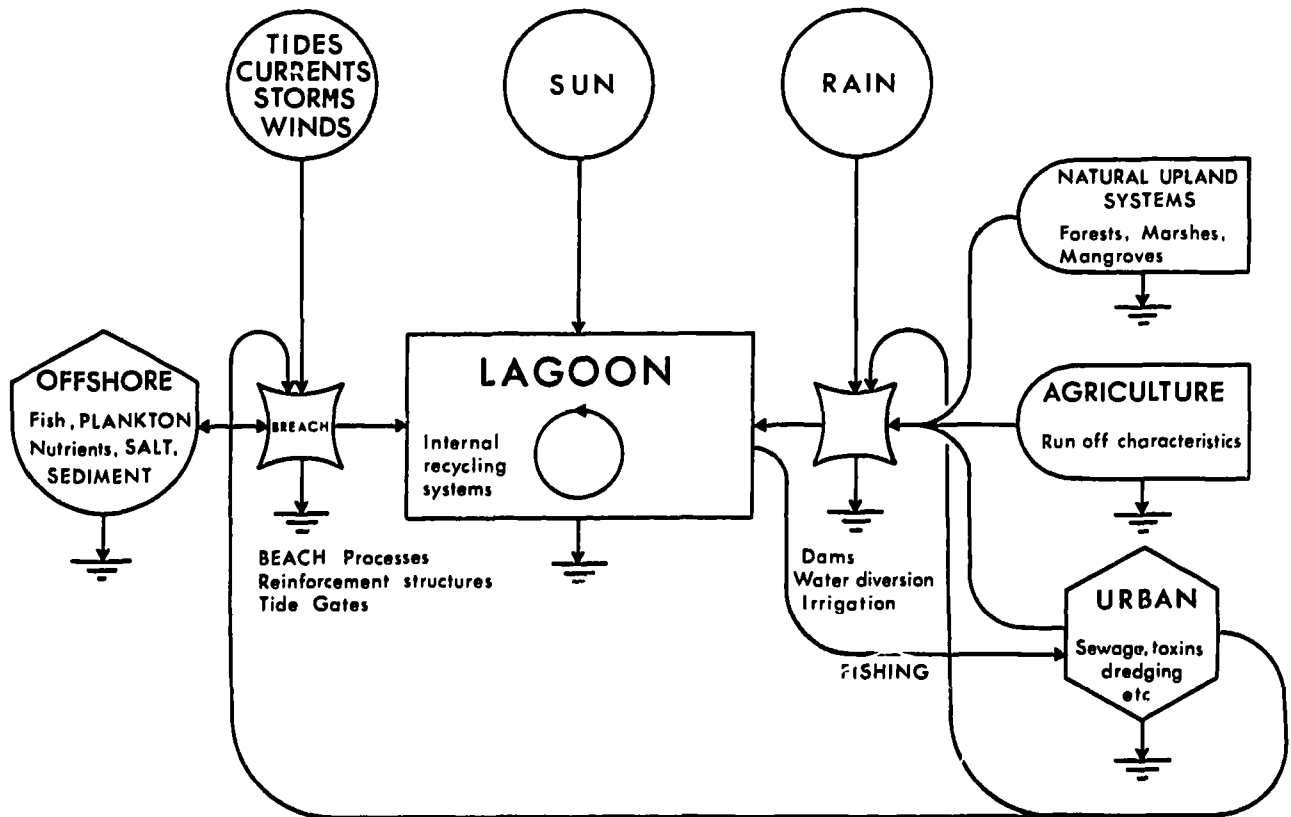 TIDES
CURRENTS
STORMS
WINDS
SUN
RAIN
NATURAL UPLAND
SYSTEMS
Forests, Marshes,
Mangroves
OFFSHORE
Fish, PLANKTON
Nutrients, SALT,
SEDIMENT
BREACH
LAGOON
Internal
recycling
systems
AGRICULTURE
Run off characteristics
BEACH Processes
Reinforcement structures
Tide Gates
Dams
Water diversion
Irrigation
FISHING
URBAN
Sewage, toxins
dredging
etc